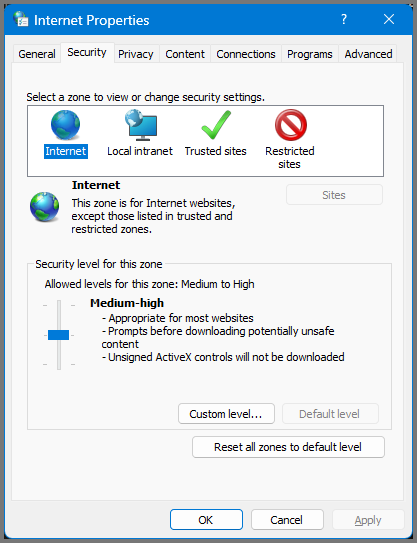 Internet Properties
?
General Security Privacy Content Connections Programs Advanced
Select a zone to view or change security settings.
Internet Local intranet Trusted sites Restricted
sites
Internet
Sites
This zone is for Internet websites,
except those listed in trusted and
restricted zones.
Security level for this zone
Allowed levels for this zone: Medium to High
Medium-high
- Appropriate for most websites
- Prompts before downloading potentially unsafe
content
- Unsigned ActiveX controls will not be downloaded
Custom level... Default level
Reset all zones to default level
OK Cancel Apply